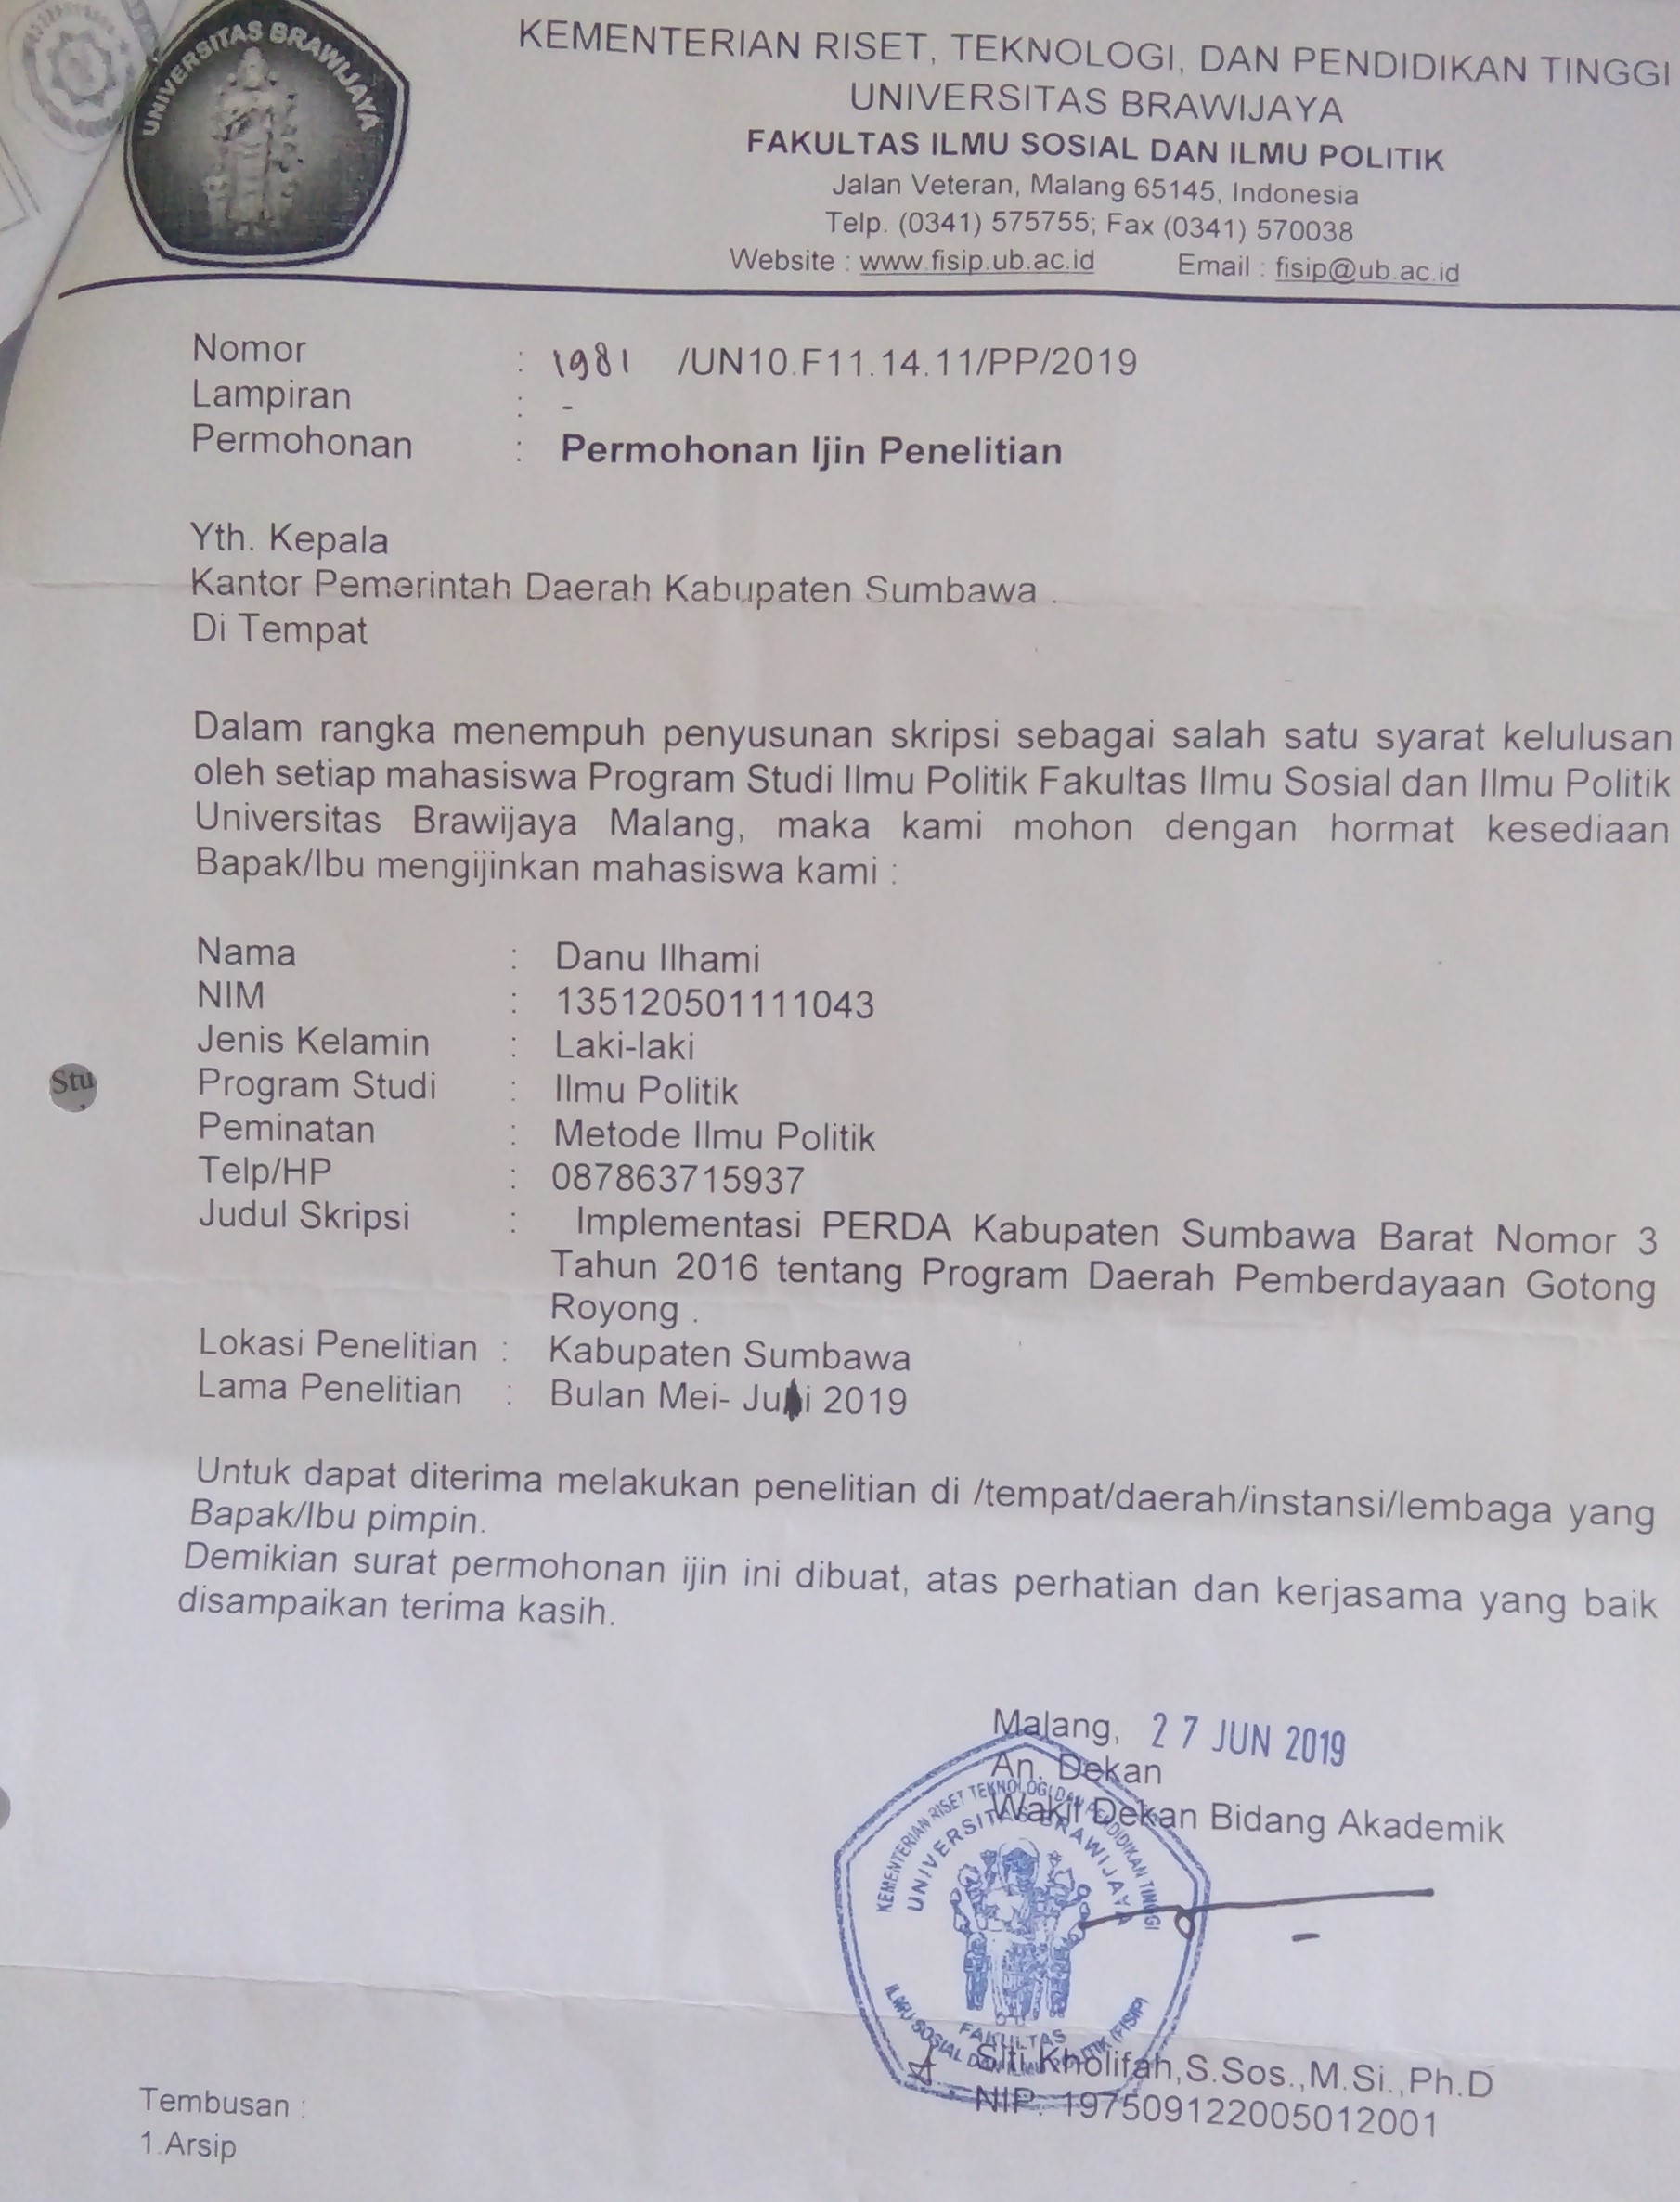 UNIVERSITAS BRAWIJAYA
KEMENTERIAN RISET, TEKNOLOGI, DAN PENDIDIKAN TINGGI
UNIVERSITAS BRAWIJAYA
FAKULTAS ILMU SOSIAL DAN ILMU POLITIK
Jalan Veteran, Malang 65145, Indonesia
Telp. (0341) 575755; Fax (0341) 570038
Website : www.fisip.ub.ac.id Email : fisip@ub.ac.id
Nomor : 1981 /UN10.F11.14.11/PP/2019
Lampiran : -
Permohonan : Permohonan Ijin Penelitian
Yth. Kepala
Kantor Pemerintah Daerah Kabupaten Sumbawa .
Di Tempat
Dalam rangka menempuh penyusunan skripsi sebagai salah satu syarat kelulusan
oleh setiap mahasiswa Program Studi Ilmu Politik Fakultas Ilmu Sosial dan Ilmu Politik
Universitas Brawijaya Malang, maka kami mohon dengan hormat kesediaan
Bapak/Ibu mengijinkan mahasiswa kami :
Nama : Danu Ilhami
NIM : 135120501111043
Jenis Kelamin : Laki-laki
Stu
Program Studi : Ilmu Politik
Peminatan : Metode Ilmu Politik
Telp/HP : 087863715937
Judul Skripsi : Implementasi PERDA Kabupaten Sumbawa Barat Nomor 3
Tahun 2016 tentang Program Daerah Pemberdayaan Gotong
Royong .
Lokasi Penelitian : Kabupaten Sumbawa
Lama Penelitian : Bulan Mei- 2019
Untuk dapat diterima melakukan penelitian di /tempat/daerah/instansi/lembaga yang
Bapak/Ibu pimpin.
Demikian surat permohonan ijin ini dibuat, atas perhatian dan kerjasama yang baik
disampaikan terima kasih.
Malang, 27 JUN 2019
An. Dekan
Wakil Dekan Bidang Akademik
KEMENTERIAN RISET TEKNOLOGI DAN PENDIDIKAN TINGGI
UNIVERSITAS BRAWIJAYA
FAKULTAS
ILMU SOSIAL DAN ILMU POLITIK (FISIP)
Siti Kholifah,S.Sos.,M.Si.,Ph.D
NIP. 197509122005012001
Tembusan :
1.Arsip